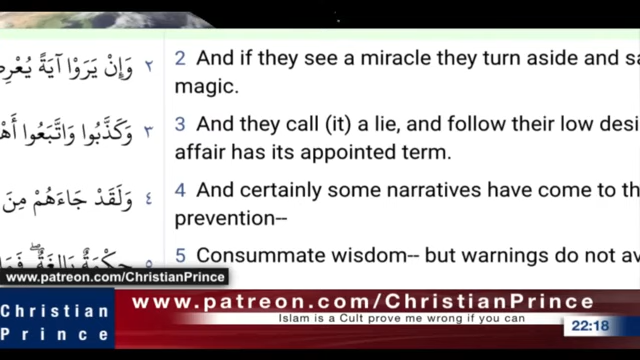 ٢ وَإِنْ يَرَوْا آيَةً يُعْرِ
2 And if they see a miracle they turn aside and sa
magic.
٣ وَكَذَّبُوا وَاتَّبَعُوا أَهْ
3 And they call (it) a lie, and follow their low desi
affair has its appointed term.
٤ وَلَقَدْ جَاءَهُمْ مِنَ
4 And certainly some narratives have come to th
prevention--
٥ حِكْمَةٌ بَالِغَةٌ ۖ فَمَا
5 Consummate wisdom-- but warnings do not av
www.patreon.com/ChristianPrince
Christian
Prince
www.patreon.com/ChristianPrince
Islam is a Cult prove me wrong if you can
22:18